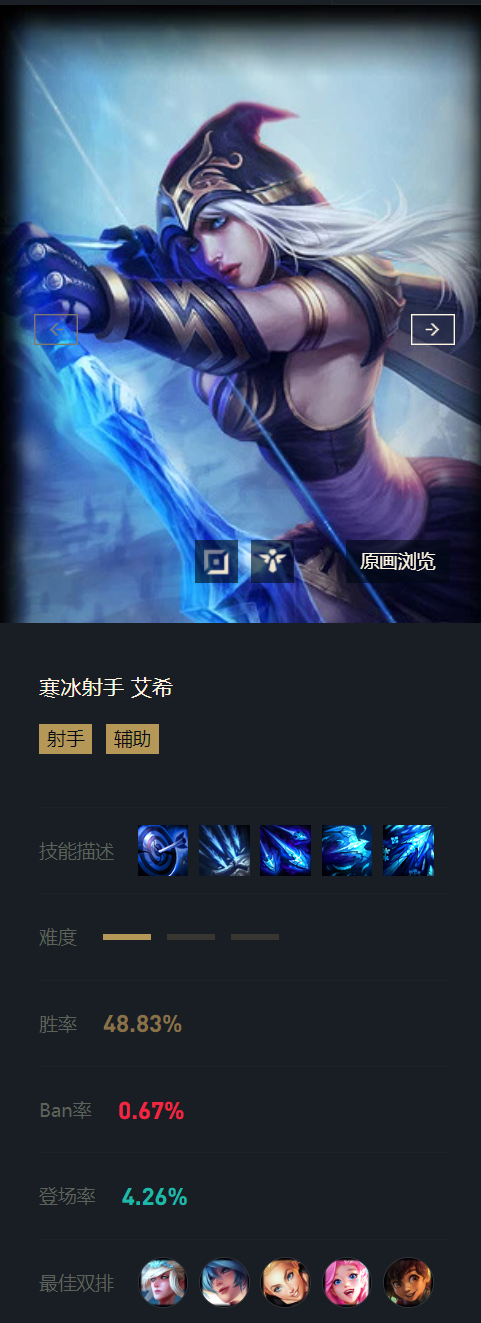 原画浏览
寒冰射手 艾希
射手 辅助
技能描述
难度
胜率 48.83%
Ban率 0.67%
登场率 4.26%
最佳双排